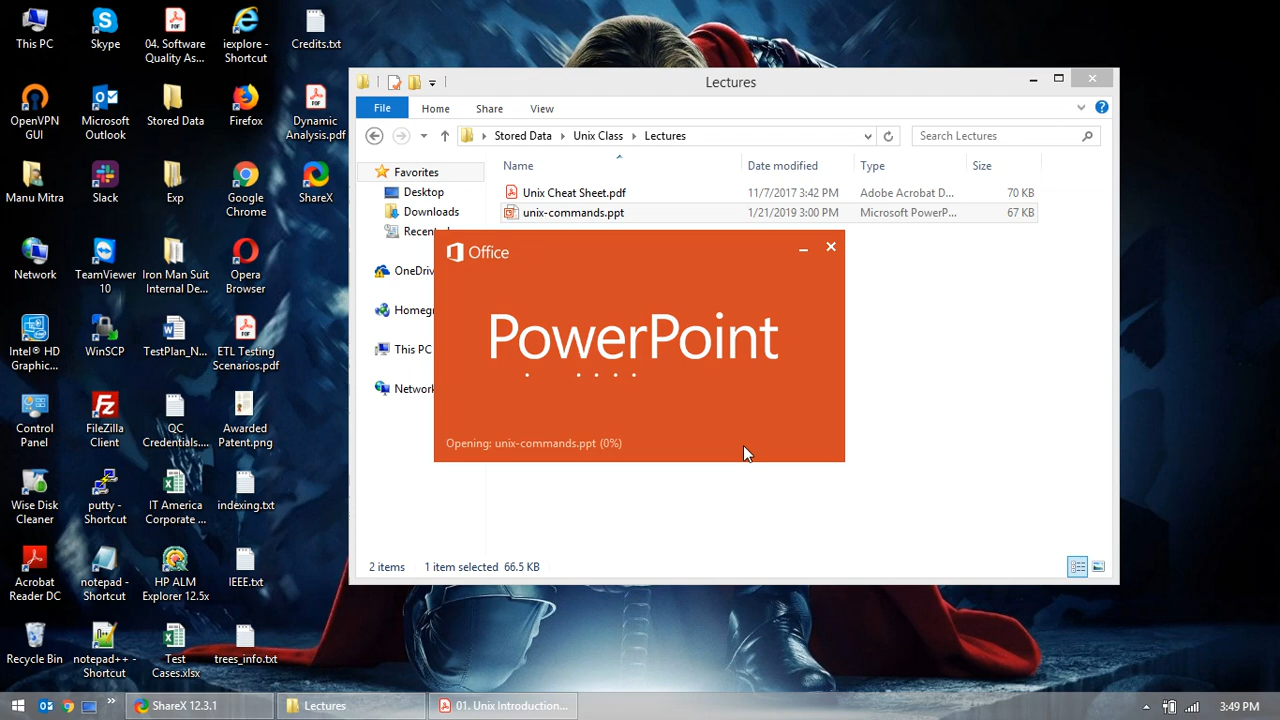 This PC
Skype
04. Software
Quality As...
iexplore -
Shortcut
Credits.txt
OpenVPN
GUI
Microsoft
Outlook
Stored Data
Firefox
Dynamic
Analysis.pdf
Manu Mitra
Slack
Exp
Google
Chrome
ShareX
Network
TeamViewer
10
Iron Man Suit
Internal De...
Opera
Browser
Intel® HD
Graphic...
WinSCP
TestPlan_N...
ETL Testing
Scenarios.pdf
Control
Panel
FileZilla
Client
QC
Credentials....
Awarded
Patent.png
Wise Disk
Cleaner
putty -
Shortcut
IT America
Corporate ...
indexing.txt
Acrobat
Reader DC
notepad -
Shortcut
HP ALM
Explorer 12.5x
IEEE.txt
Recycle Bin
notepad++ -
Shortcut
Test
Cases.xlsx
trees_info.txt
Lectures
File Home Share View
Stored Data Unix Class Lectures
Search Lectures
Favorites
Desktop
Downloads
Recent
OneDriv
Homegr
This PC
Network
Name Date modified Type Size
Unix Cheat Sheet.pdf 11/7/2017 3:42 PM Adobe Acrobat D... 70 KB
unix-commands.ppt 1/21/2019 3:00 PM Microsoft PowerP... 67 KB
Office
PowerPoint
Opening: unix-commands.ppt (0%)
2 items 1 item selected 66.5 KB
ShareX 12.3.1 Lectures 01. Unix Introduction... 3:49 PM